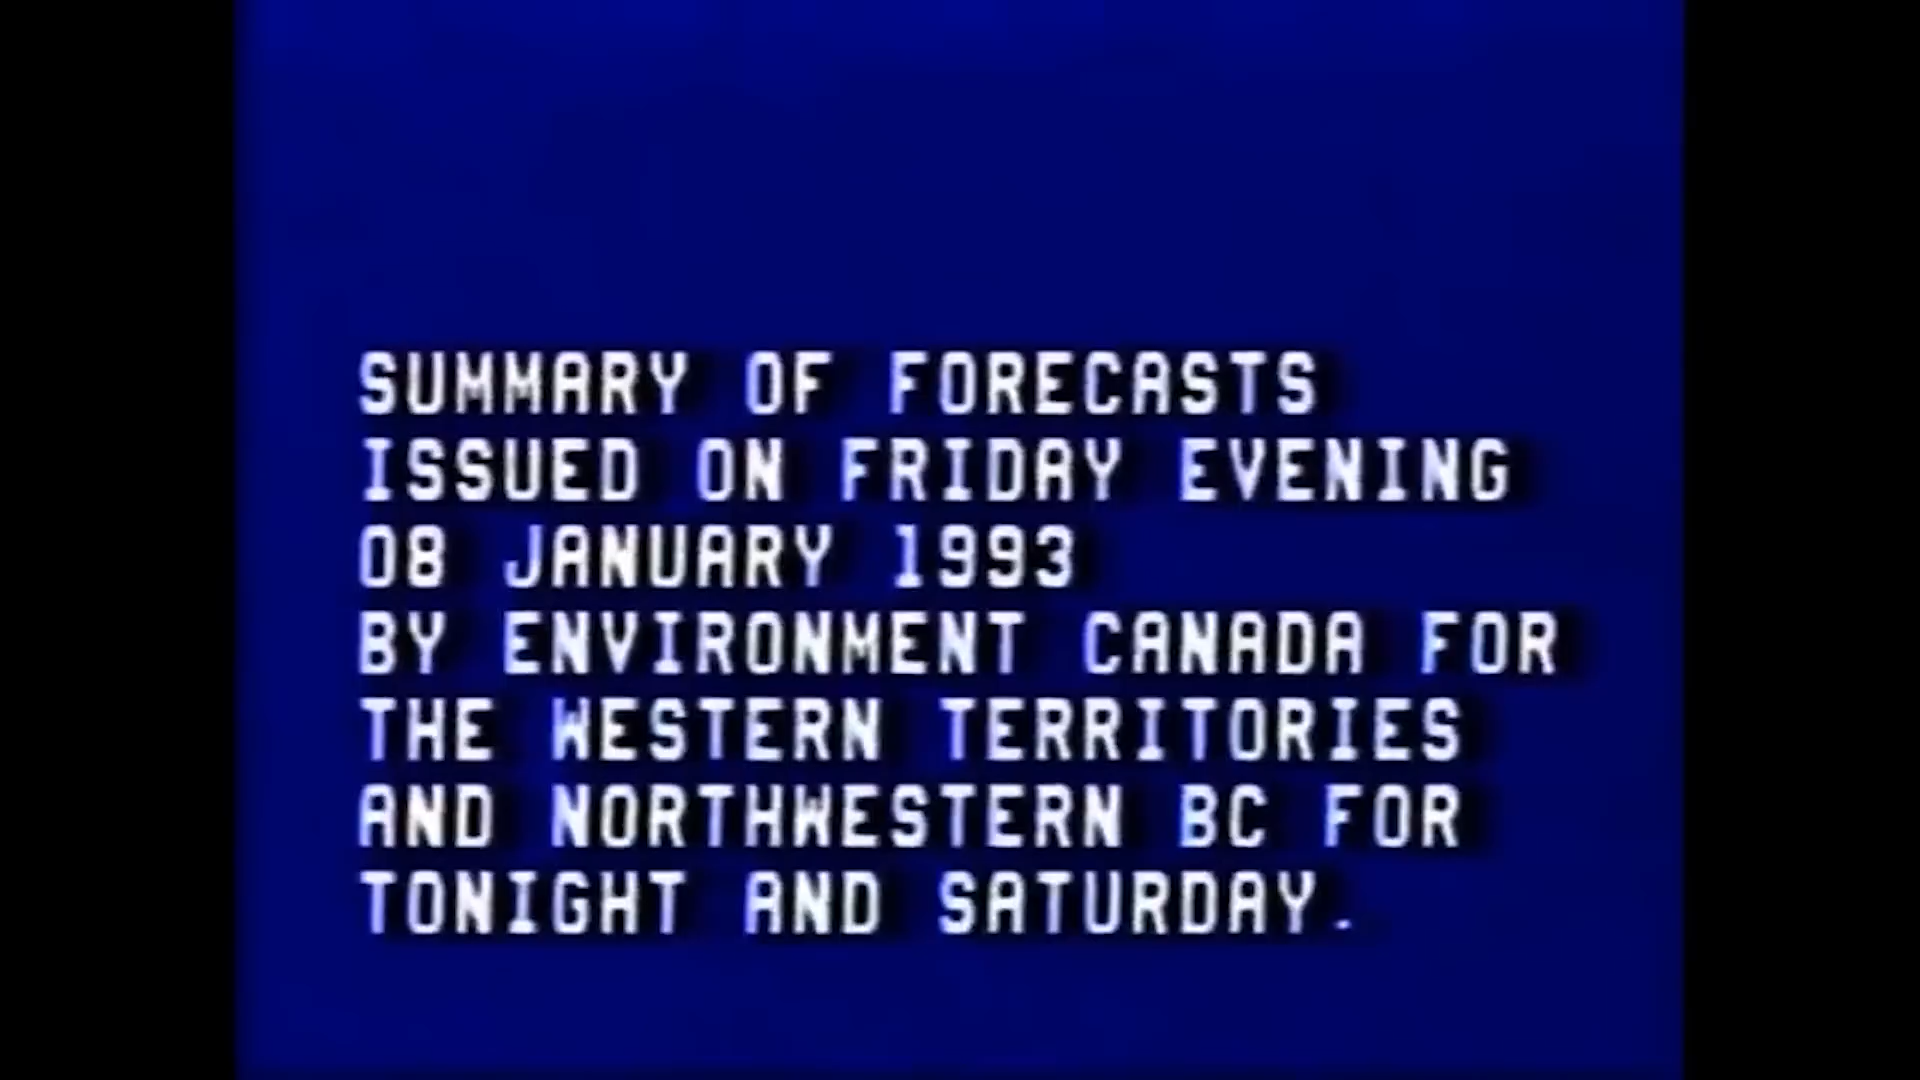 SUMMARY OF FORECASTS
ISSUED ON FRIDAY EVENING
08 JANUARY 1993
BY ENVIRONMENT CANADA FOR
THE WESTERN TERRITORIES
AND NORTHWESTERN BC FOR
TONIGHT AND SATURDAY.